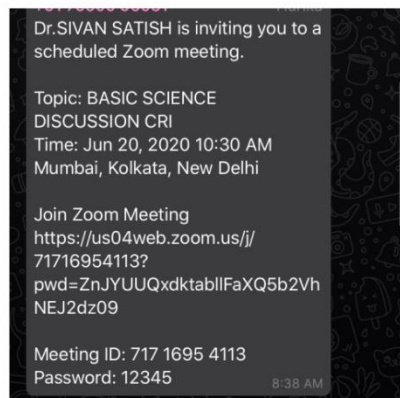 Dr.SIVAN SATISH is inviting you to a
scheduled Zoom meeting.
Topic: BASIC SCIENCE
DISCUSSION CRI
Time: Jun 20, 2020 10:30 AM
Mumbai, Kolkata, New Delhi
Join Zoom Meeting
https://us04web.zoom.us/j/
71716954113?
pwd=ZnJYUUQxdktabllFaXQ5b2Vh
NEJ2dz09
Meeting ID: 717 1695 4113
Password: 12345
8:38 AM